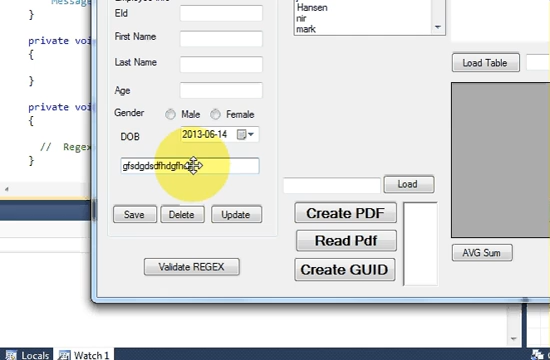 Message
}
private voi
{
}
private voi
{
// Regex
}
EId
First Name
Last Name
Age
Gender Male Female
DOB 2013-06-14
Save Delete Update
Validate REGEX
Hansen
nir
mark
Load
Create PDF
Read Pdf
Create GUID
Load Table
AVG Sum
Locals Watch 1